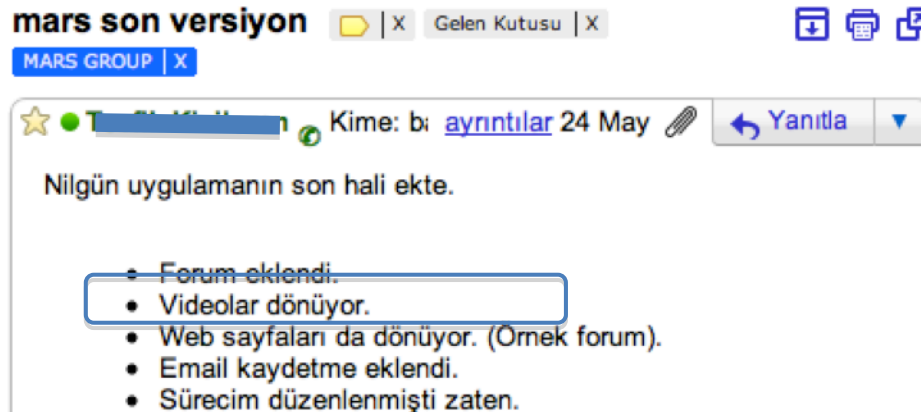 mars son versiyon X Gelen Kutusu X
MARS GROUP X
Kime: ayrıntılar 24 May Yanıtla
Nilgün uygulamanın son hali ekte.
• Forum eklendi.
• Videolar dönüyor.
• Web sayfaları da dönüyor. (Örnek forum).
• Email kaydetme eklendi.
• Sürecim düzenlenmişti zaten.